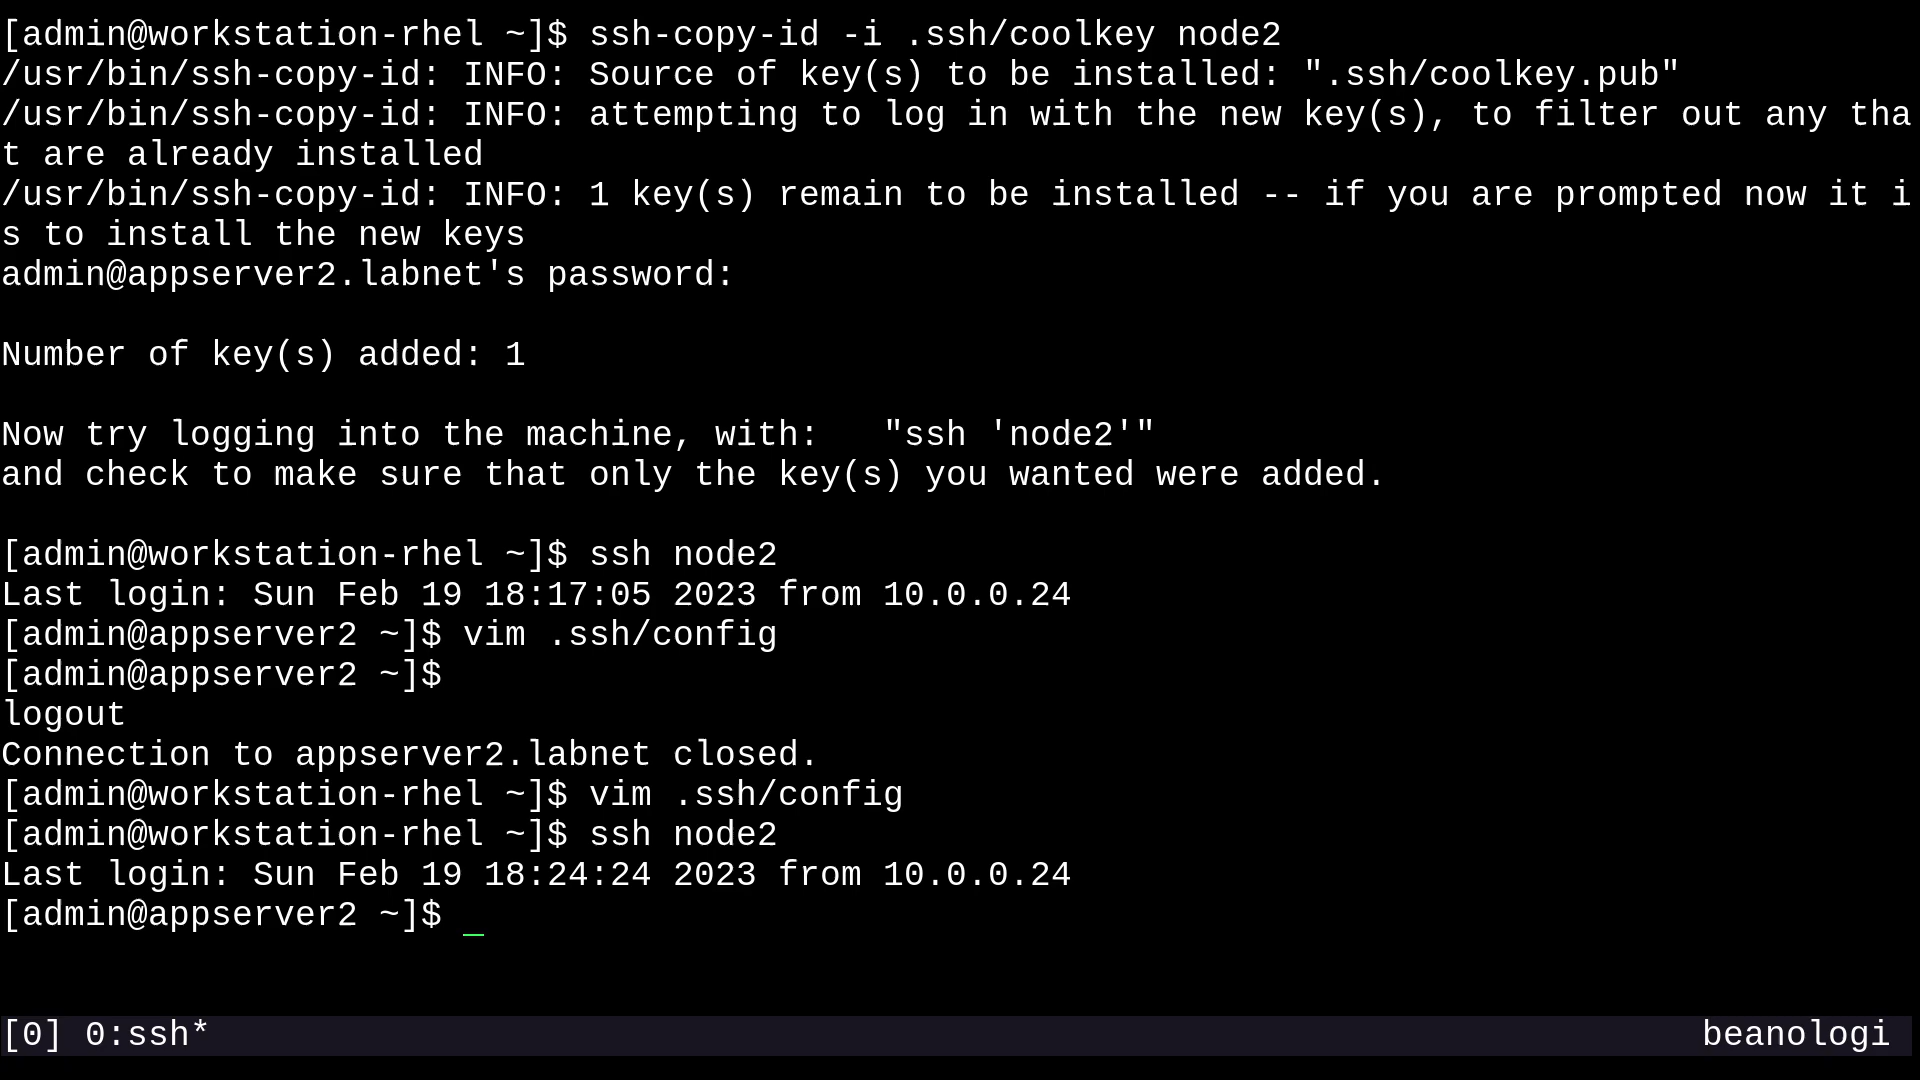 [admin@workstation-rhel ~]$ ssh-copy-id -i .ssh/coolkey node2
/usr/bin/ssh-copy-id: INFO: Source of key(s) to be installed: ".ssh/coolkey.pub"
/usr/bin/ssh-copy-id: INFO: attempting to log in with the new key(s), to filter out any tha
t are already installed
/usr/bin/ssh-copy-id: INFO: 1 key(s) remain to be installed -- if you are prompted now it i
s to install the new keys
admin@appserver2.labnet's password:
Number of key(s) added: 1
Now try logging into the machine, with:   "ssh 'node2'"
and check to make sure that only the key(s) you wanted were added.
[admin@workstation-rhel ~]$ ssh node2
Last login: Sun Feb 19 18:17:05 2023 from 10.0.0.24
[admin@appserver2 ~]$ vim .ssh/config
[admin@appserver2 ~]$
logout
Connection to appserver2.labnet closed.
[admin@workstation-rhel ~]$ vim .ssh/config
[admin@workstation-rhel ~]$ ssh node2
Last login: Sun Feb 19 18:24:24 2023 from 10.0.0.24
[admin@appserver2 ~]$ _
[0] 0:ssh* beanologi